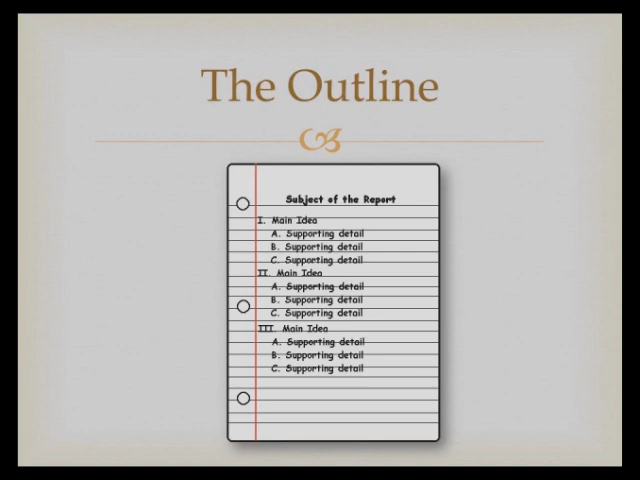 The Outline
Subject of the Report
I. Main Idea
A. Supporting detail
B. Supporting detail
C. Supporting detail
II. Main Idea
A. Supporting detail
B. Supporting detail
C. Supporting detail
III. Main Idea
A. Supporting detail
B. Supporting detail
C. Supporting detail